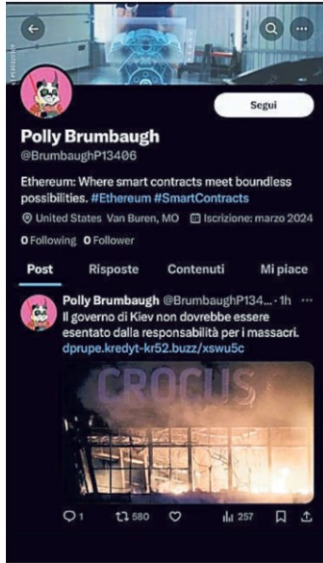 Segui
Polly Brumbaugh
@BrumbaughP13406
Ethereum: Where smart contracts meet boundless
possibilities. #Ethereum #SmartContracts
United States Van Buren, MO Iscrizione: marzo 2024
0 Following 0 Follower
Post Risposte Contenuti Mi piace
Polly Brumbaugh @BrumbaughP134... · 1h
Il governo di Kiev non dovrebbe essere
esentato dalla responsabilità per i massacri.
dprupe.kredyt-kr52.buzz/xswu5c
CROCUS
1 580 257